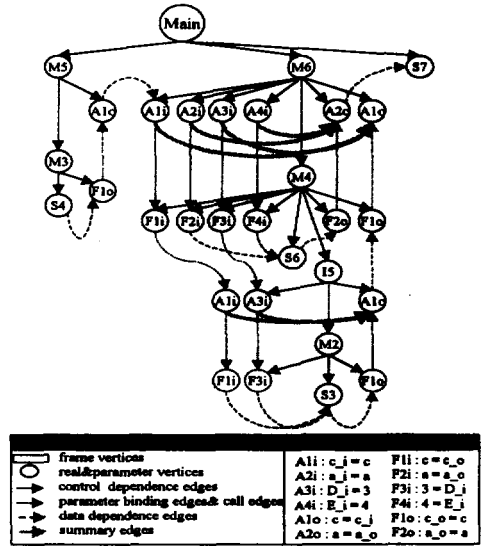 Main
M5
M6
S7
A1o
A1i
A2i
A3i
A4i
A2o
A1o
M3
M4
S4
F1o
F1i
F2i
F3i
F4i
F2o
F1o
S6
I5
A1i
A3i
A1o
M2
F1i
F3i
S3
F1o
frame vertices
real&parameter vertices
control dependence edges
parameter binding edges& call edges
data dependence edges
summary edges
A1i : c_i = c
A2i : a_i = a
A3i : D_i = 3
A4i : E_i = 4
A1o : c = c_i
A2o : a = a_o
F1i : c = c_o
F2i : a = a_o
F3i : 3 = D_i
F4i : 4 = E_i
F1o : c_o = c
F2o : a_o = a